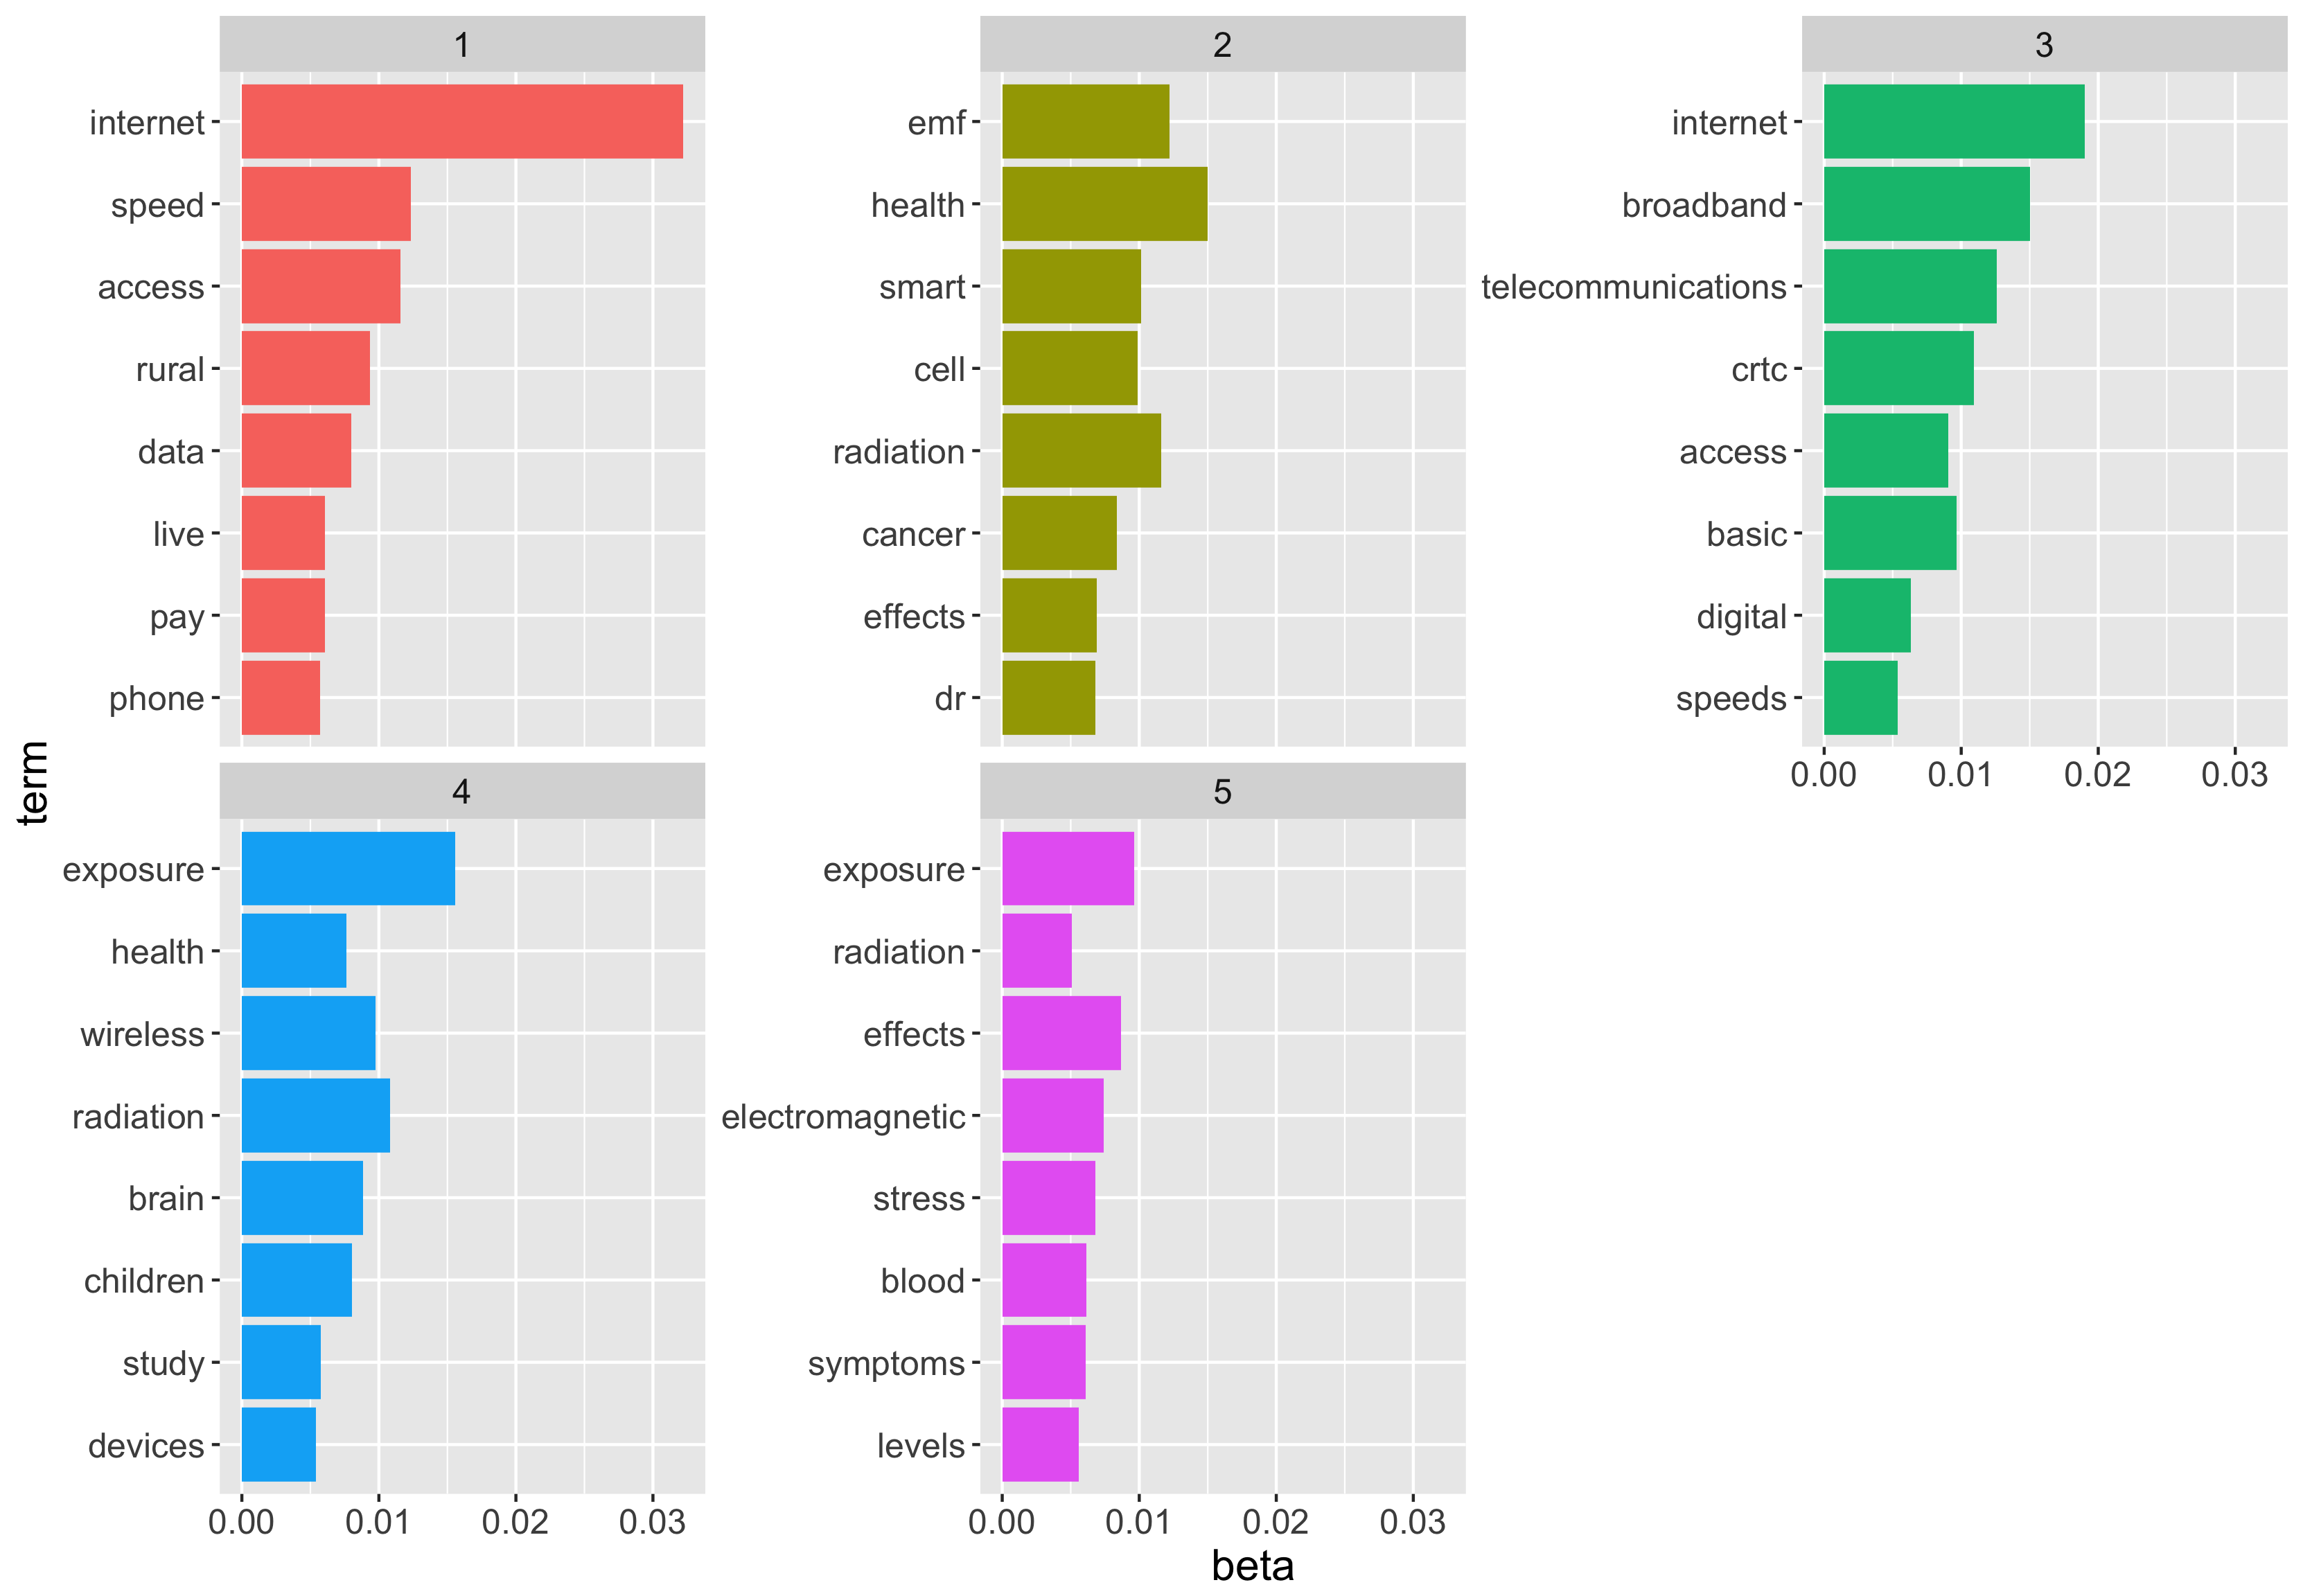 1
internet
speed
access
rural
data
live
pay
phone
2
emf
health
smart
cell
radiation
cancer
effects
dr
3
internet
broadband
telecommunications
crtc
access
basic
digital
speeds
0.00 0.01 0.02 0.03
term
4
exposure
health
wireless
radiation
brain
children
study
devices
0.00 0.01 0.02 0.03
5
exposure
radiation
effects
electromagnetic
stress
blood
symptoms
levels
0.00 0.01 0.02 0.03
beta